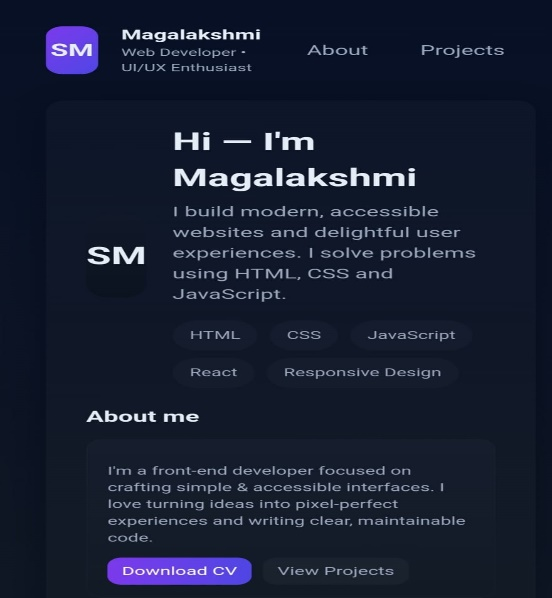 SM
Magalakshmi
Web Developer •
UI/UX Enthusiast
About
Projects
Hi — I'm
Magalakshmi
I build modern, accessible
websites and delightful user
experiences. I solve problems
using HTML, CSS and
JavaScript.
SM
HTML
CSS
JavaScript
React
Responsive Design
About me
I'm a front-end developer focused on
crafting simple & accessible interfaces. I
love turning ideas into pixel-perfect
experiences and writing clear, maintainable
code.
Download CV
View Projects